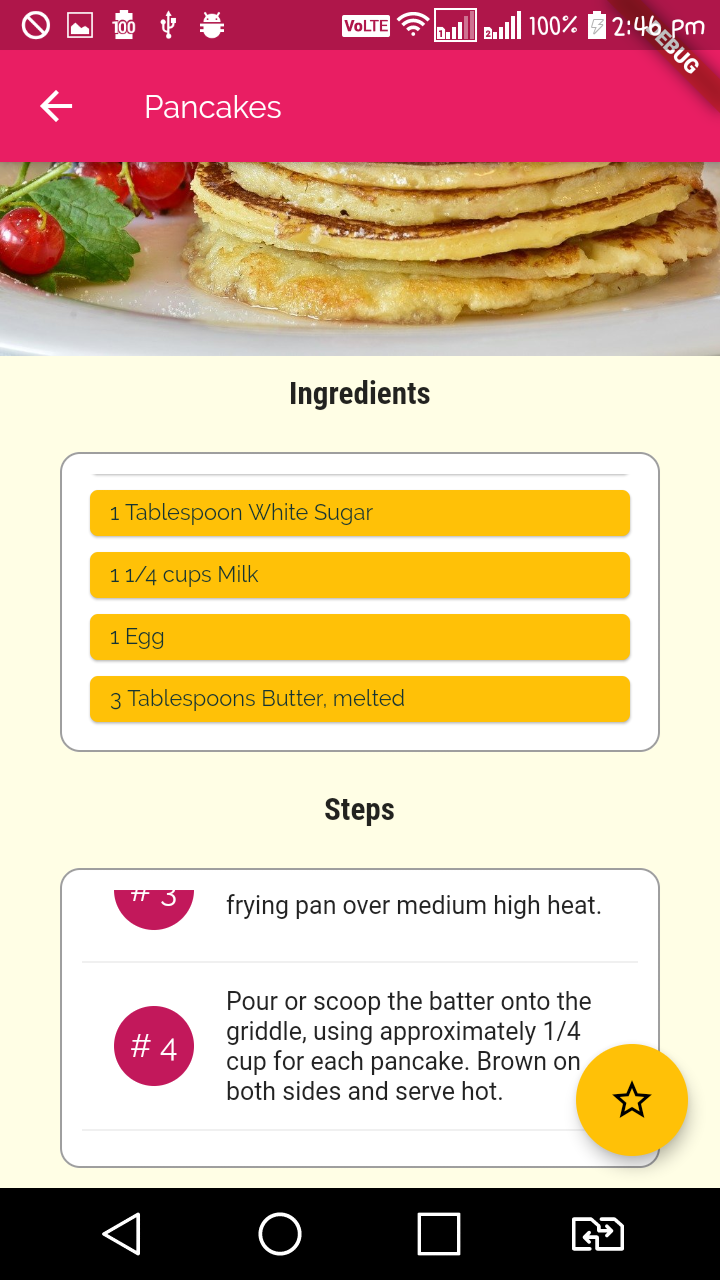 100
VoLTE
1
2
100%
2:46 pm
DEBUG
Pancakes
Ingredients
1 Tablespoon White Sugar
1 1/4 cups Milk
1 Egg
3 Tablespoons Butter, melted
Steps
# 3
frying pan over medium high heat.
# 4
Pour or scoop the batter onto the
griddle, using approximately 1/4
cup for each pancake. Brown on
both sides and serve hot.